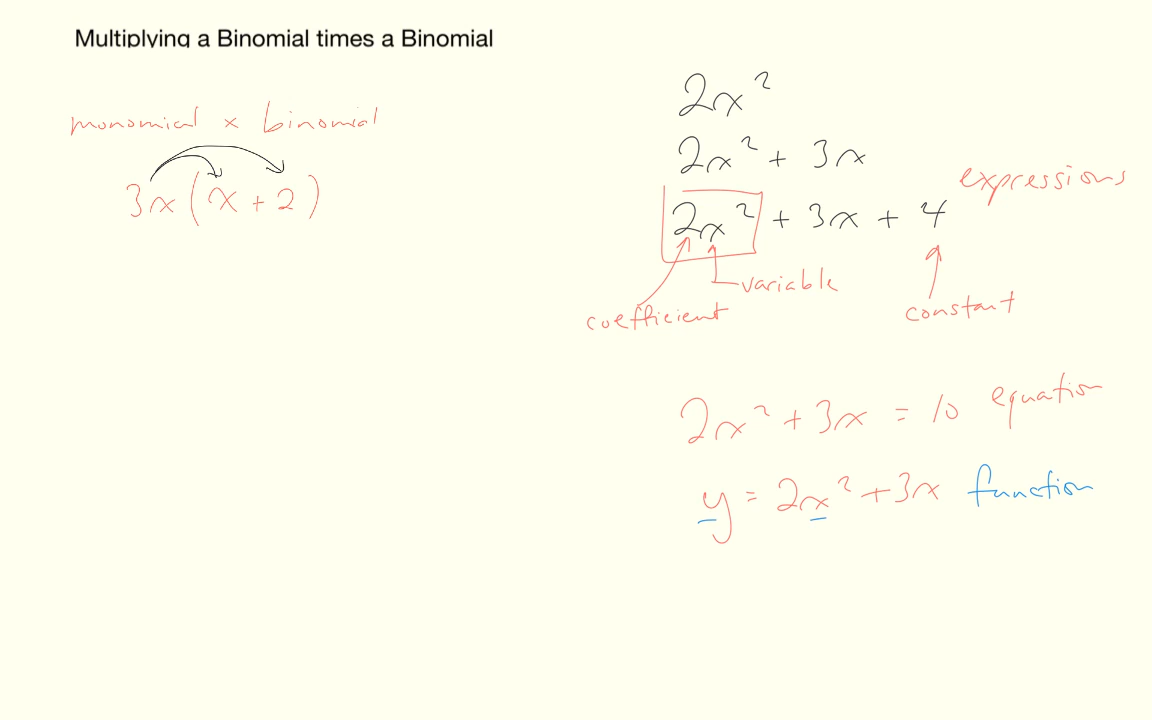 Multiplying a Binomial times a Binomial
monomial × binomial
3x(x + 2)
2x²
2x² + 3x
expressions
2x² + 3x + 4
variable
coefficient
constant
2x² + 3x = 10 equation
y = 2x² + 3x function